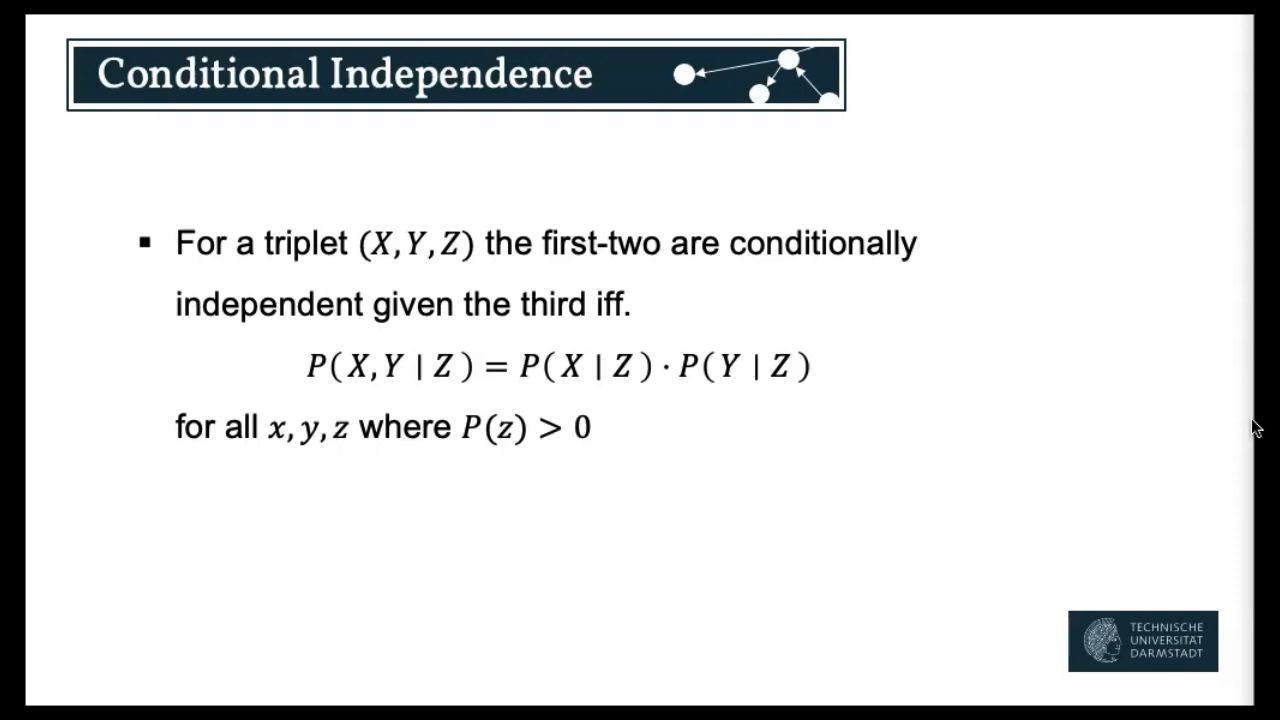 Conditional Independence
▪ For a triplet (X, Y, Z) the first-two are conditionally
independent given the third iff.
P( X, Y | Z ) = P( X | Z ) · P( Y | Z )
for all x, y, z where P(z) > 0
TECHNISCHE
UNIVERSITÄT
DARMSTADT